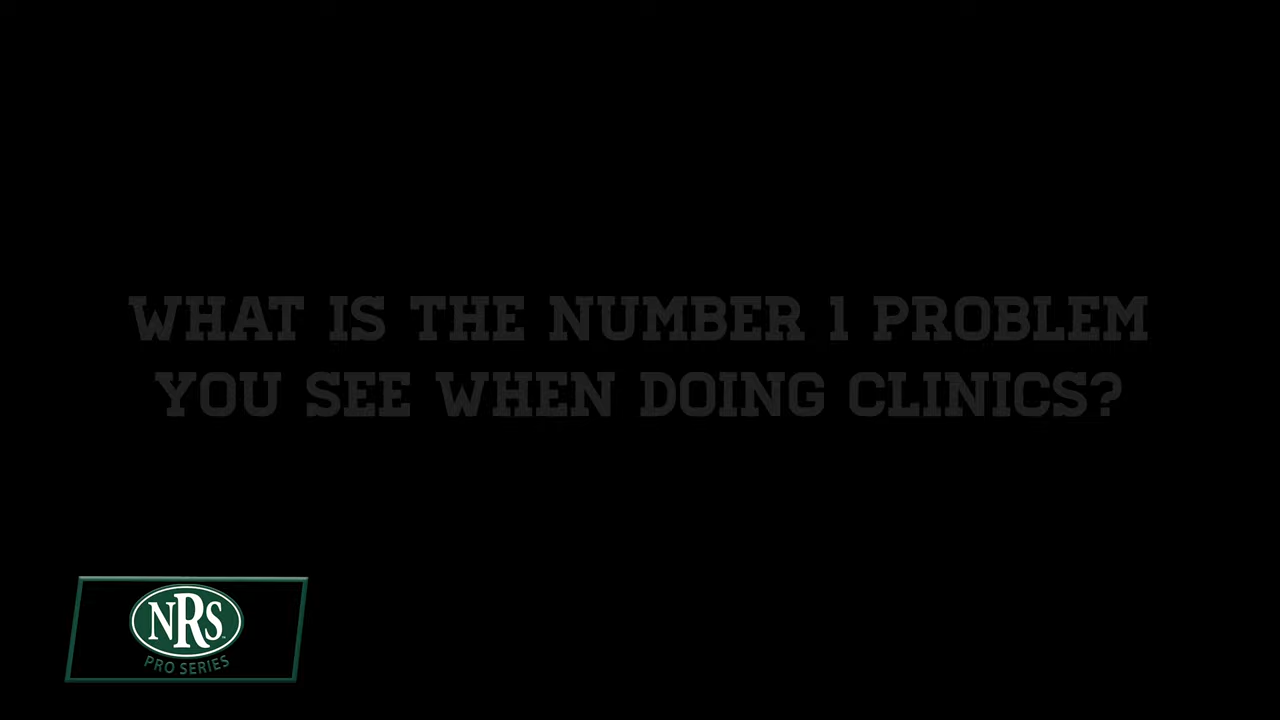 WHAT IS THE NUMBER 1 PROBLEM
YOU SEE WHEN DOING CLINICS?
NRS
PRO SERIES